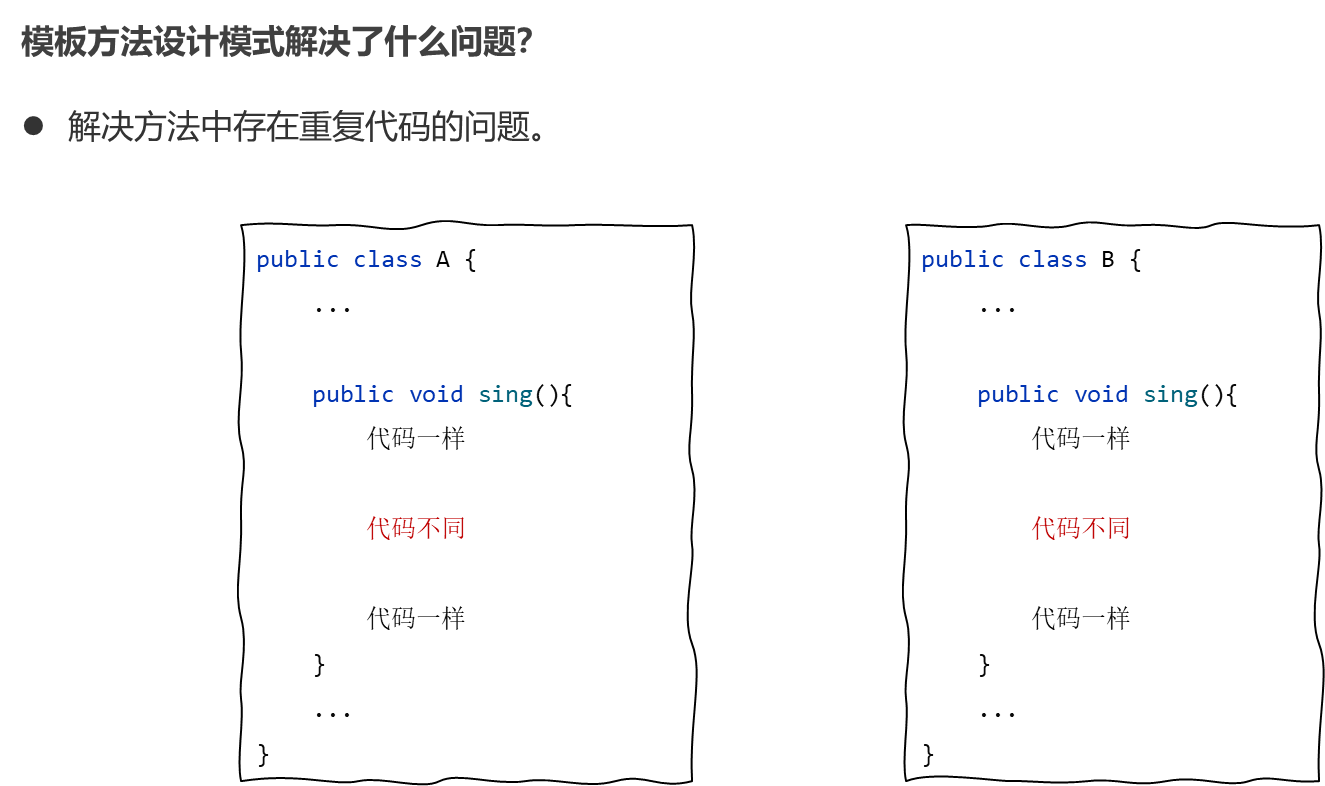 模板方法设计模式解决了什么问题?
● 解决方法中存在重复代码的问题。
public class A {
...
public void sing(){
代码一样
代码不同
代码一样
}
...
}
public class B {
...
public void sing(){
代码一样
代码不同
代码一样
}
...
}